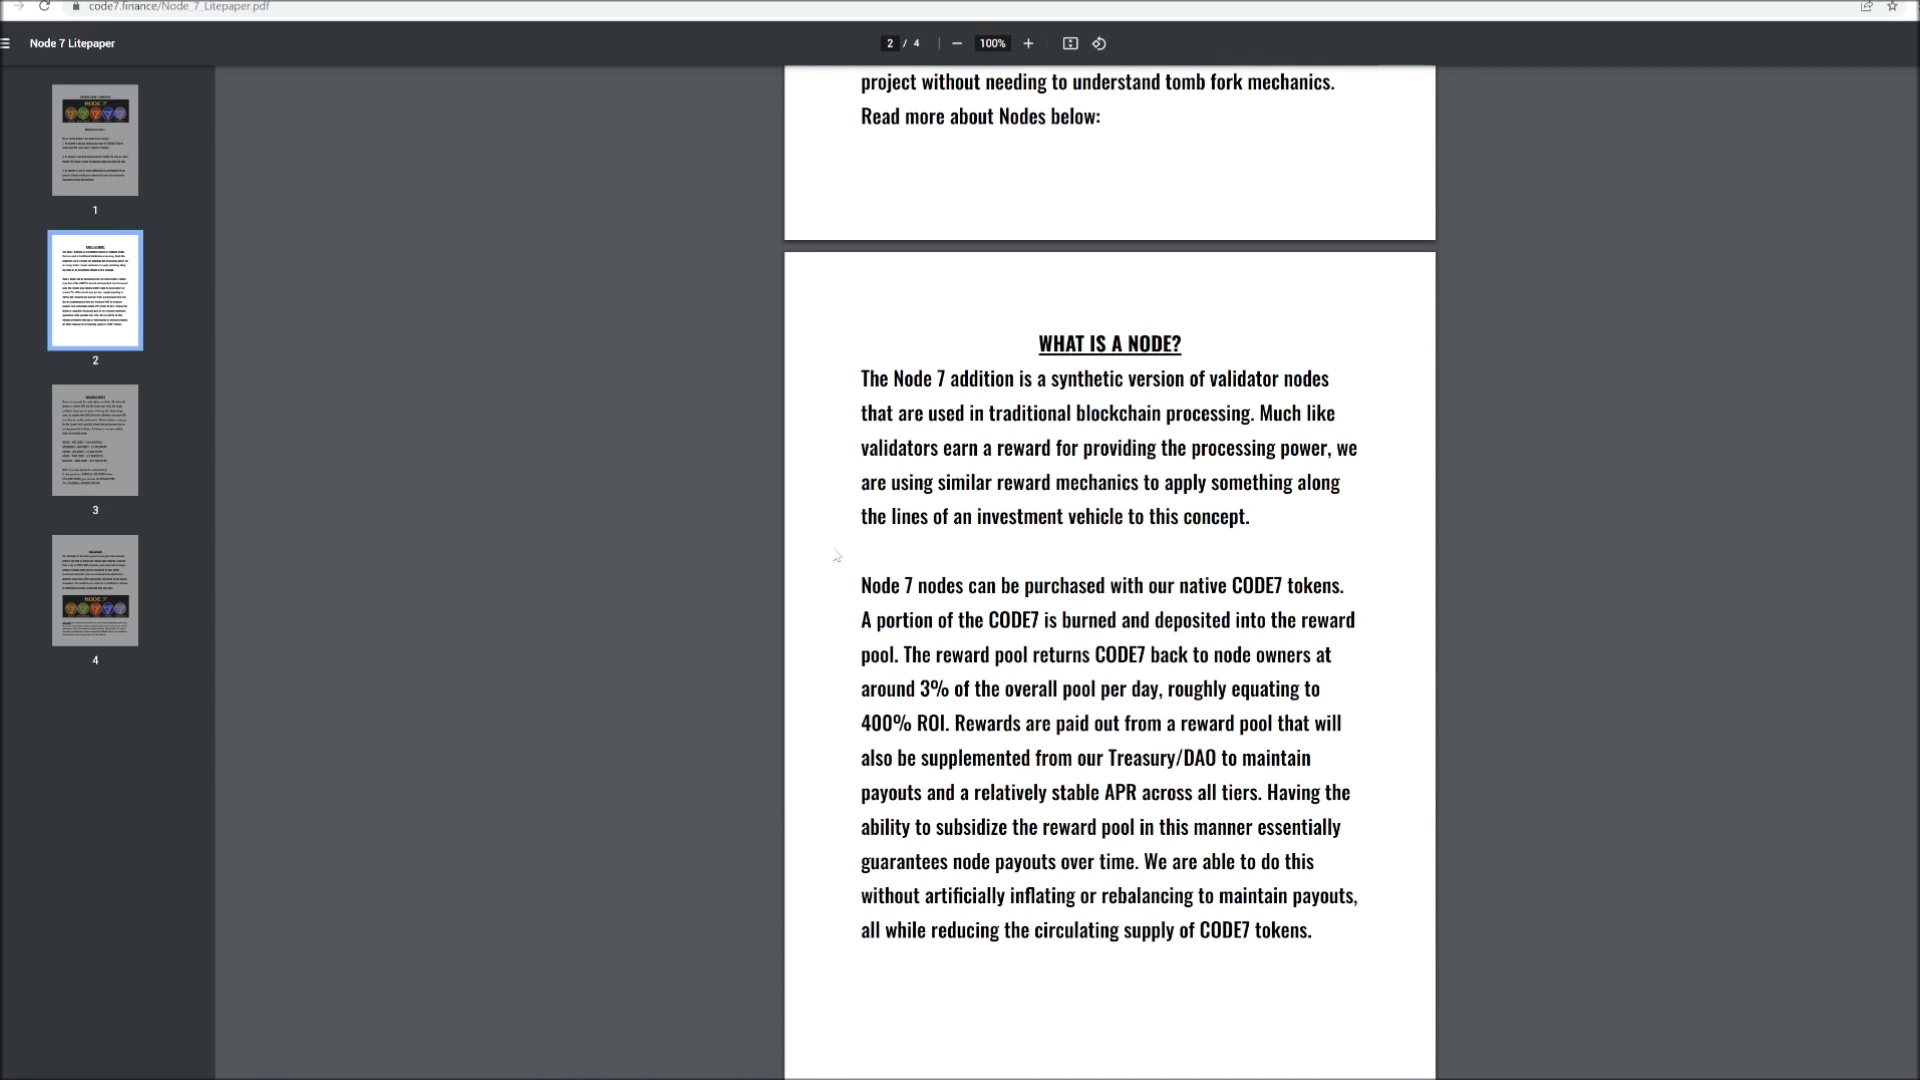 code7.finance/Node_7_Litepaper.pdf
Node 7 Litepaper
2 / 4
100%
project without needing to understand tomb fork mechanics.
Read more about Nodes below:
NODE 7
1
2
3
NODE 7
4
WHAT IS A NODE?
The Node 7 addition is a synthetic version of validator nodes
that are used in traditional blockchain processing. Much like
validators earn a reward for providing the processing power, we
are using similar reward mechanics to apply something along
the lines of an investment vehicle to this concept.
Node 7 nodes can be purchased with our native CODE7 tokens.
A portion of the CODE7 is burned and deposited into the reward
pool. The reward pool returns CODE7 back to node owners at
around 3% of the overall pool per day, roughly equating to
400% ROI. Rewards are paid out from a reward pool that will
also be supplemented from our Treasury/DAO to maintain
payouts and a relatively stable APR across all tiers. Having the
ability to subsidize the reward pool in this manner essentially
guarantees node payouts over time. We are able to do this
without artificially inflating or rebalancing to maintain payouts,
all while reducing the circulating supply of CODE7 tokens.